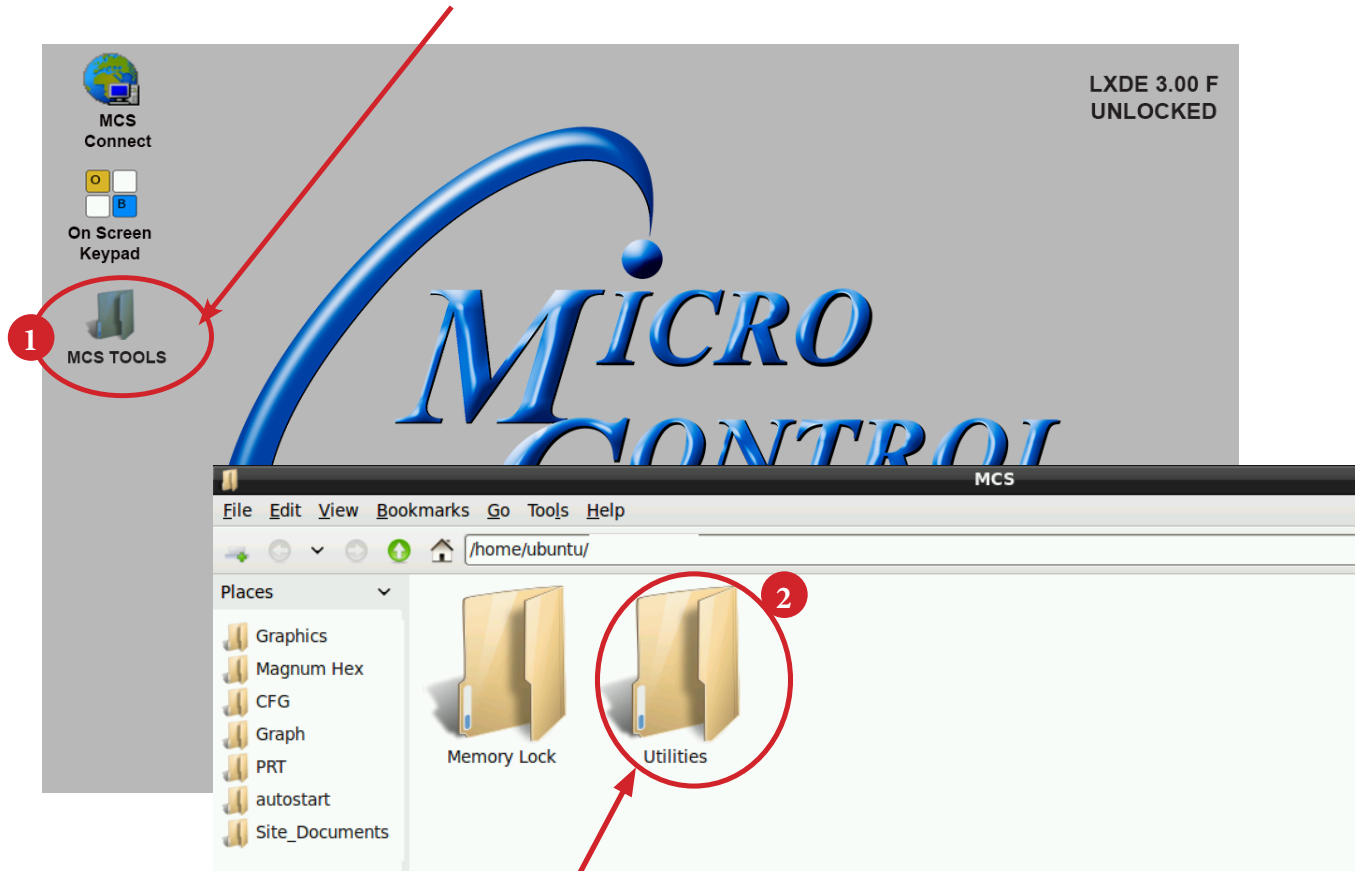 MCS
Connect
LXDE 3.00 F
UNLOCKED
O
B
On Screen
Keypad
1
MCS TOOLS
MICRO
CONTROL
MCS
File Edit View Bookmarks Go Tools Help
/home/ubuntu/
Places
Graphics
Magnum Hex
CFG
Graph
PRT
autostart
Site_Documents
2
Memory Lock
Utilities